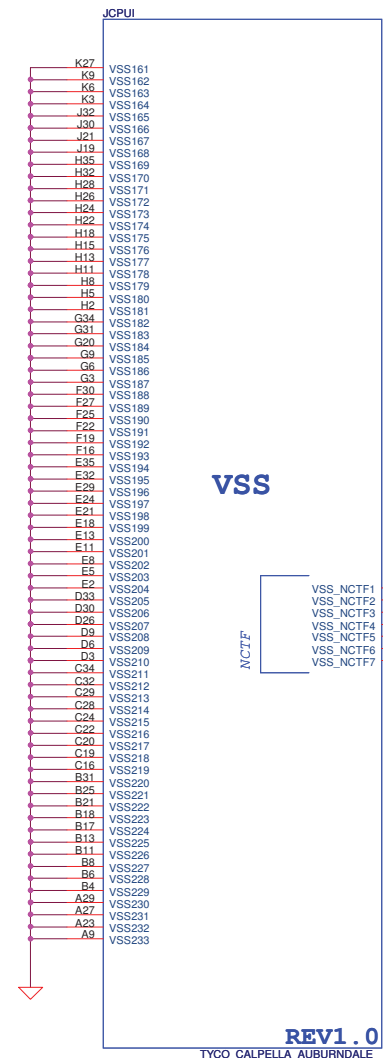 JCPUI
K27 VSS161
K9 VSS162
K6 VSS163
K3 VSS164
J32 VSS165
J30 VSS166
J21 VSS167
J19 VSS168
H35 VSS169
H32 VSS170
H28 VSS171
H26 VSS172
H24 VSS173
H22 VSS174
H18 VSS175
H15 VSS176
H13 VSS177
H11 VSS178
H8 VSS179
H5 VSS180
H2 VSS181
G34 VSS182
G31 VSS183
G20 VSS184
G9 VSS185
G6 VSS186
G3 VSS187
F30 VSS188
F27 VSS189
F25 VSS190
F22 VSS191
F19 VSS192
F16 VSS193
E35 VSS194
E32 VSS195
E29 VSS196
E24 VSS197
E21 VSS198
E18 VSS199
E13 VSS200
E11 VSS201
E8 VSS202
E5 VSS203
E2 VSS204
D33 VSS205
D30 VSS206
D26 VSS207
D9 VSS208
D6 VSS209
D3 VSS210
C34 VSS211
C32 VSS212
C29 VSS213
C28 VSS214
C24 VSS215
C22 VSS216
C20 VSS217
C19 VSS218
C16 VSS219
B31 VSS220
B25 VSS221
B21 VSS222
B18 VSS223
B17 VSS224
B13 VSS225
B11 VSS226
B8 VSS227
B6 VSS228
B4 VSS229
A29 VSS230
A27 VSS231
A23 VSS232
A9 VSS233
VSS
NCTF
VSS_NCTF1
VSS_NCTF2
VSS_NCTF3
VSS_NCTF4
VSS_NCTF5
VSS_NCTF6
VSS_NCTF7
REV1.0
TYCO_CALPELLA_AUBURNDALE